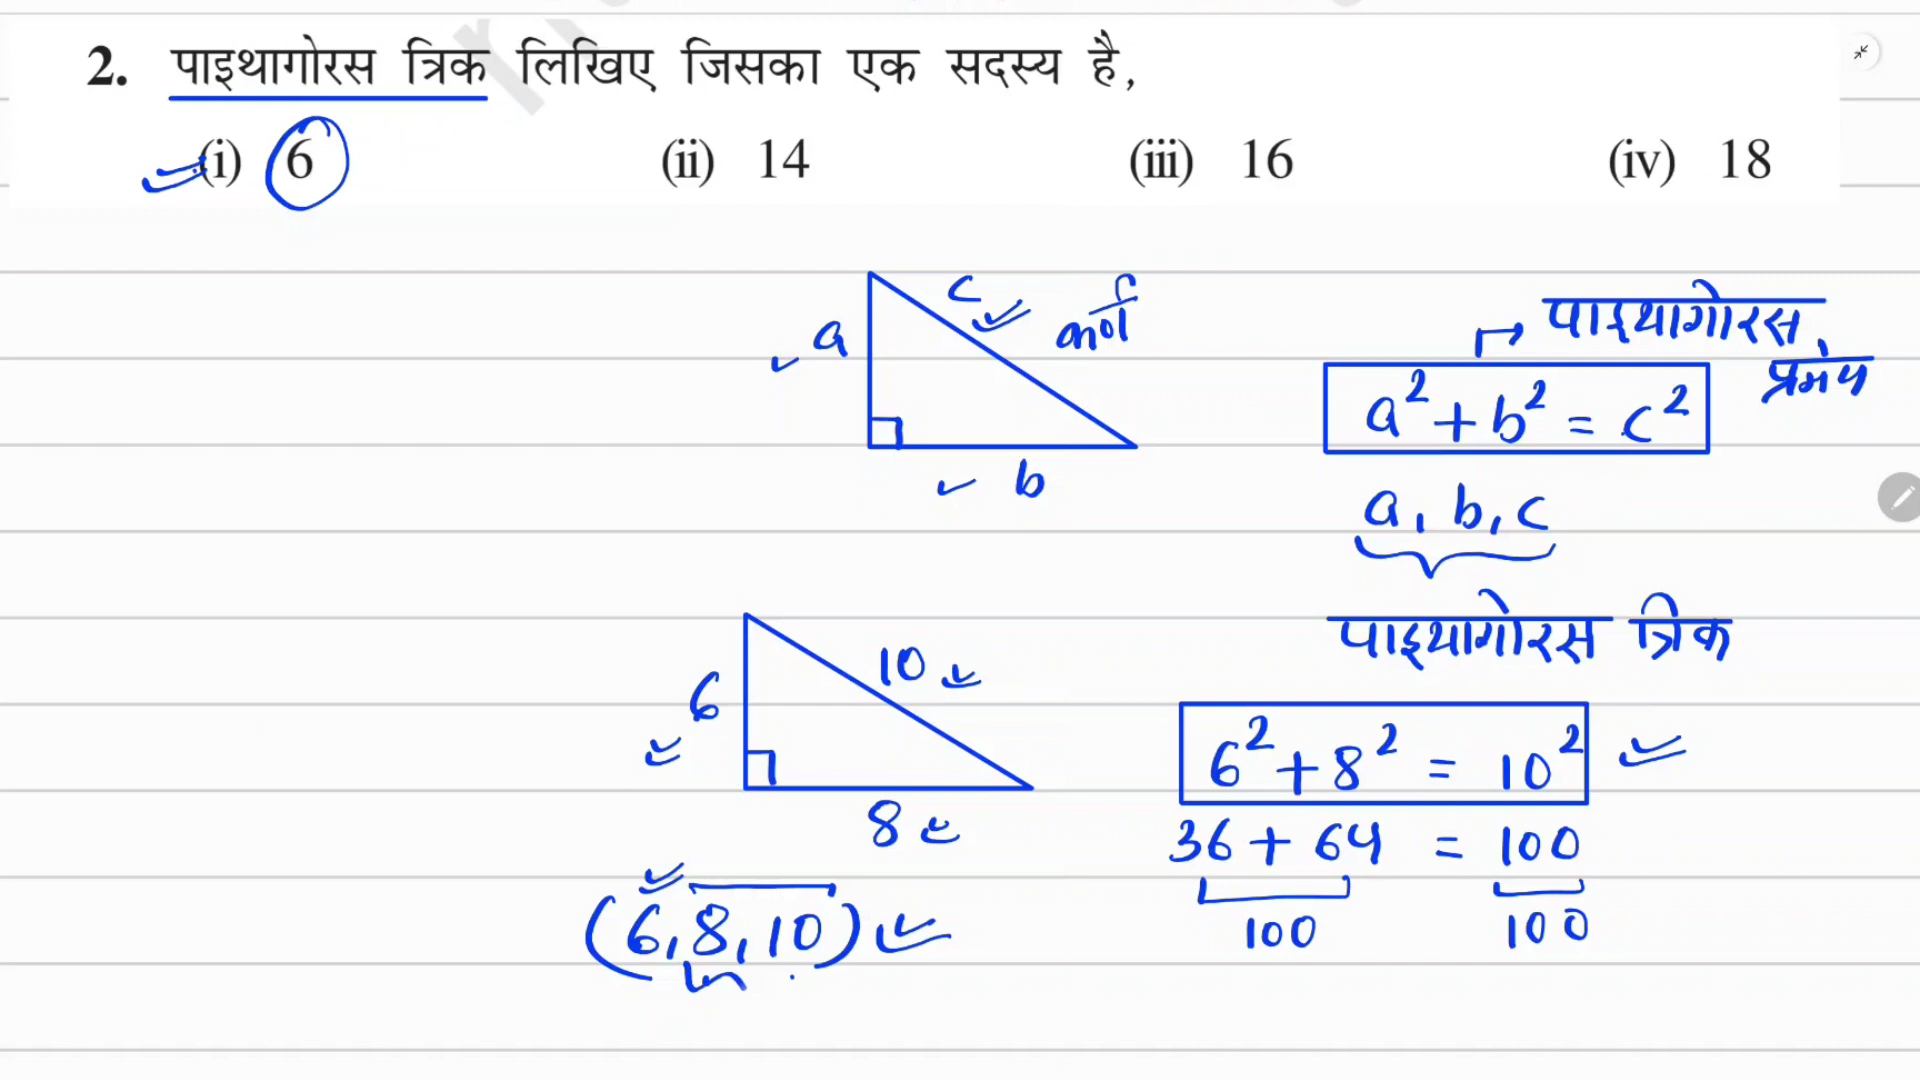 2. पाइथागोरस त्रिक लिखिए जिसका एक सदस्य है,
(i) 6 (ii) 14 (iii) 16 (iv) 18
a c कर्ण
b
पाइथागोरस
प्रमेय
a² + b² = c²
a, b, c
पाइथागोरस त्रिक
6 10
8
6² + 8² = 10²
36 + 64 = 100
100 100
(6, 8, 10)